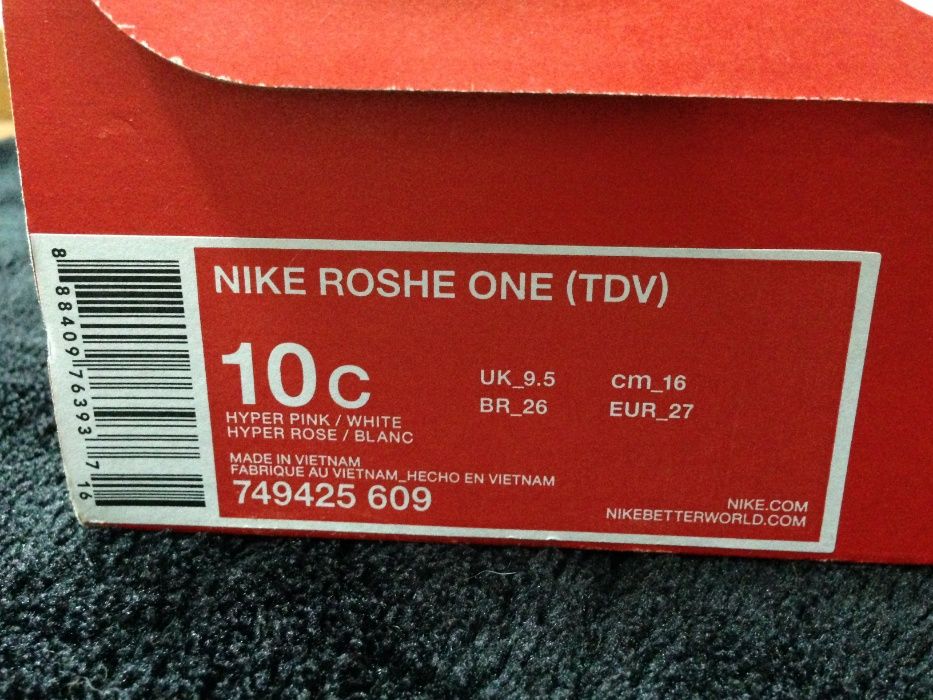 NIKE ROSHE ONE (TDV)
10C
UK_9.5 cm_16
BR_26 EUR_27
HYPER PINK / WHITE
HYPER ROSE / BLANC
MADE IN VIETNAM
FABRIQUE AU VIETNAM_HECHO EN VIETNAM
749425 609
NIKE.COM
NIKEBETTERWORLD.COM
8 88409 76393 7 16